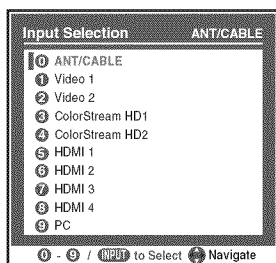 Input Selection ANT/CABLE
0 ANT/CABLE
1 Video 1
2 Video 2
3 ColorStream HD1
4 ColorStream HD2
5 HDMI 1
6 HDMI 2
7 HDMI 3
8 HDMI 4
9 PC
0 - 9 / INPUT to Select Navigate